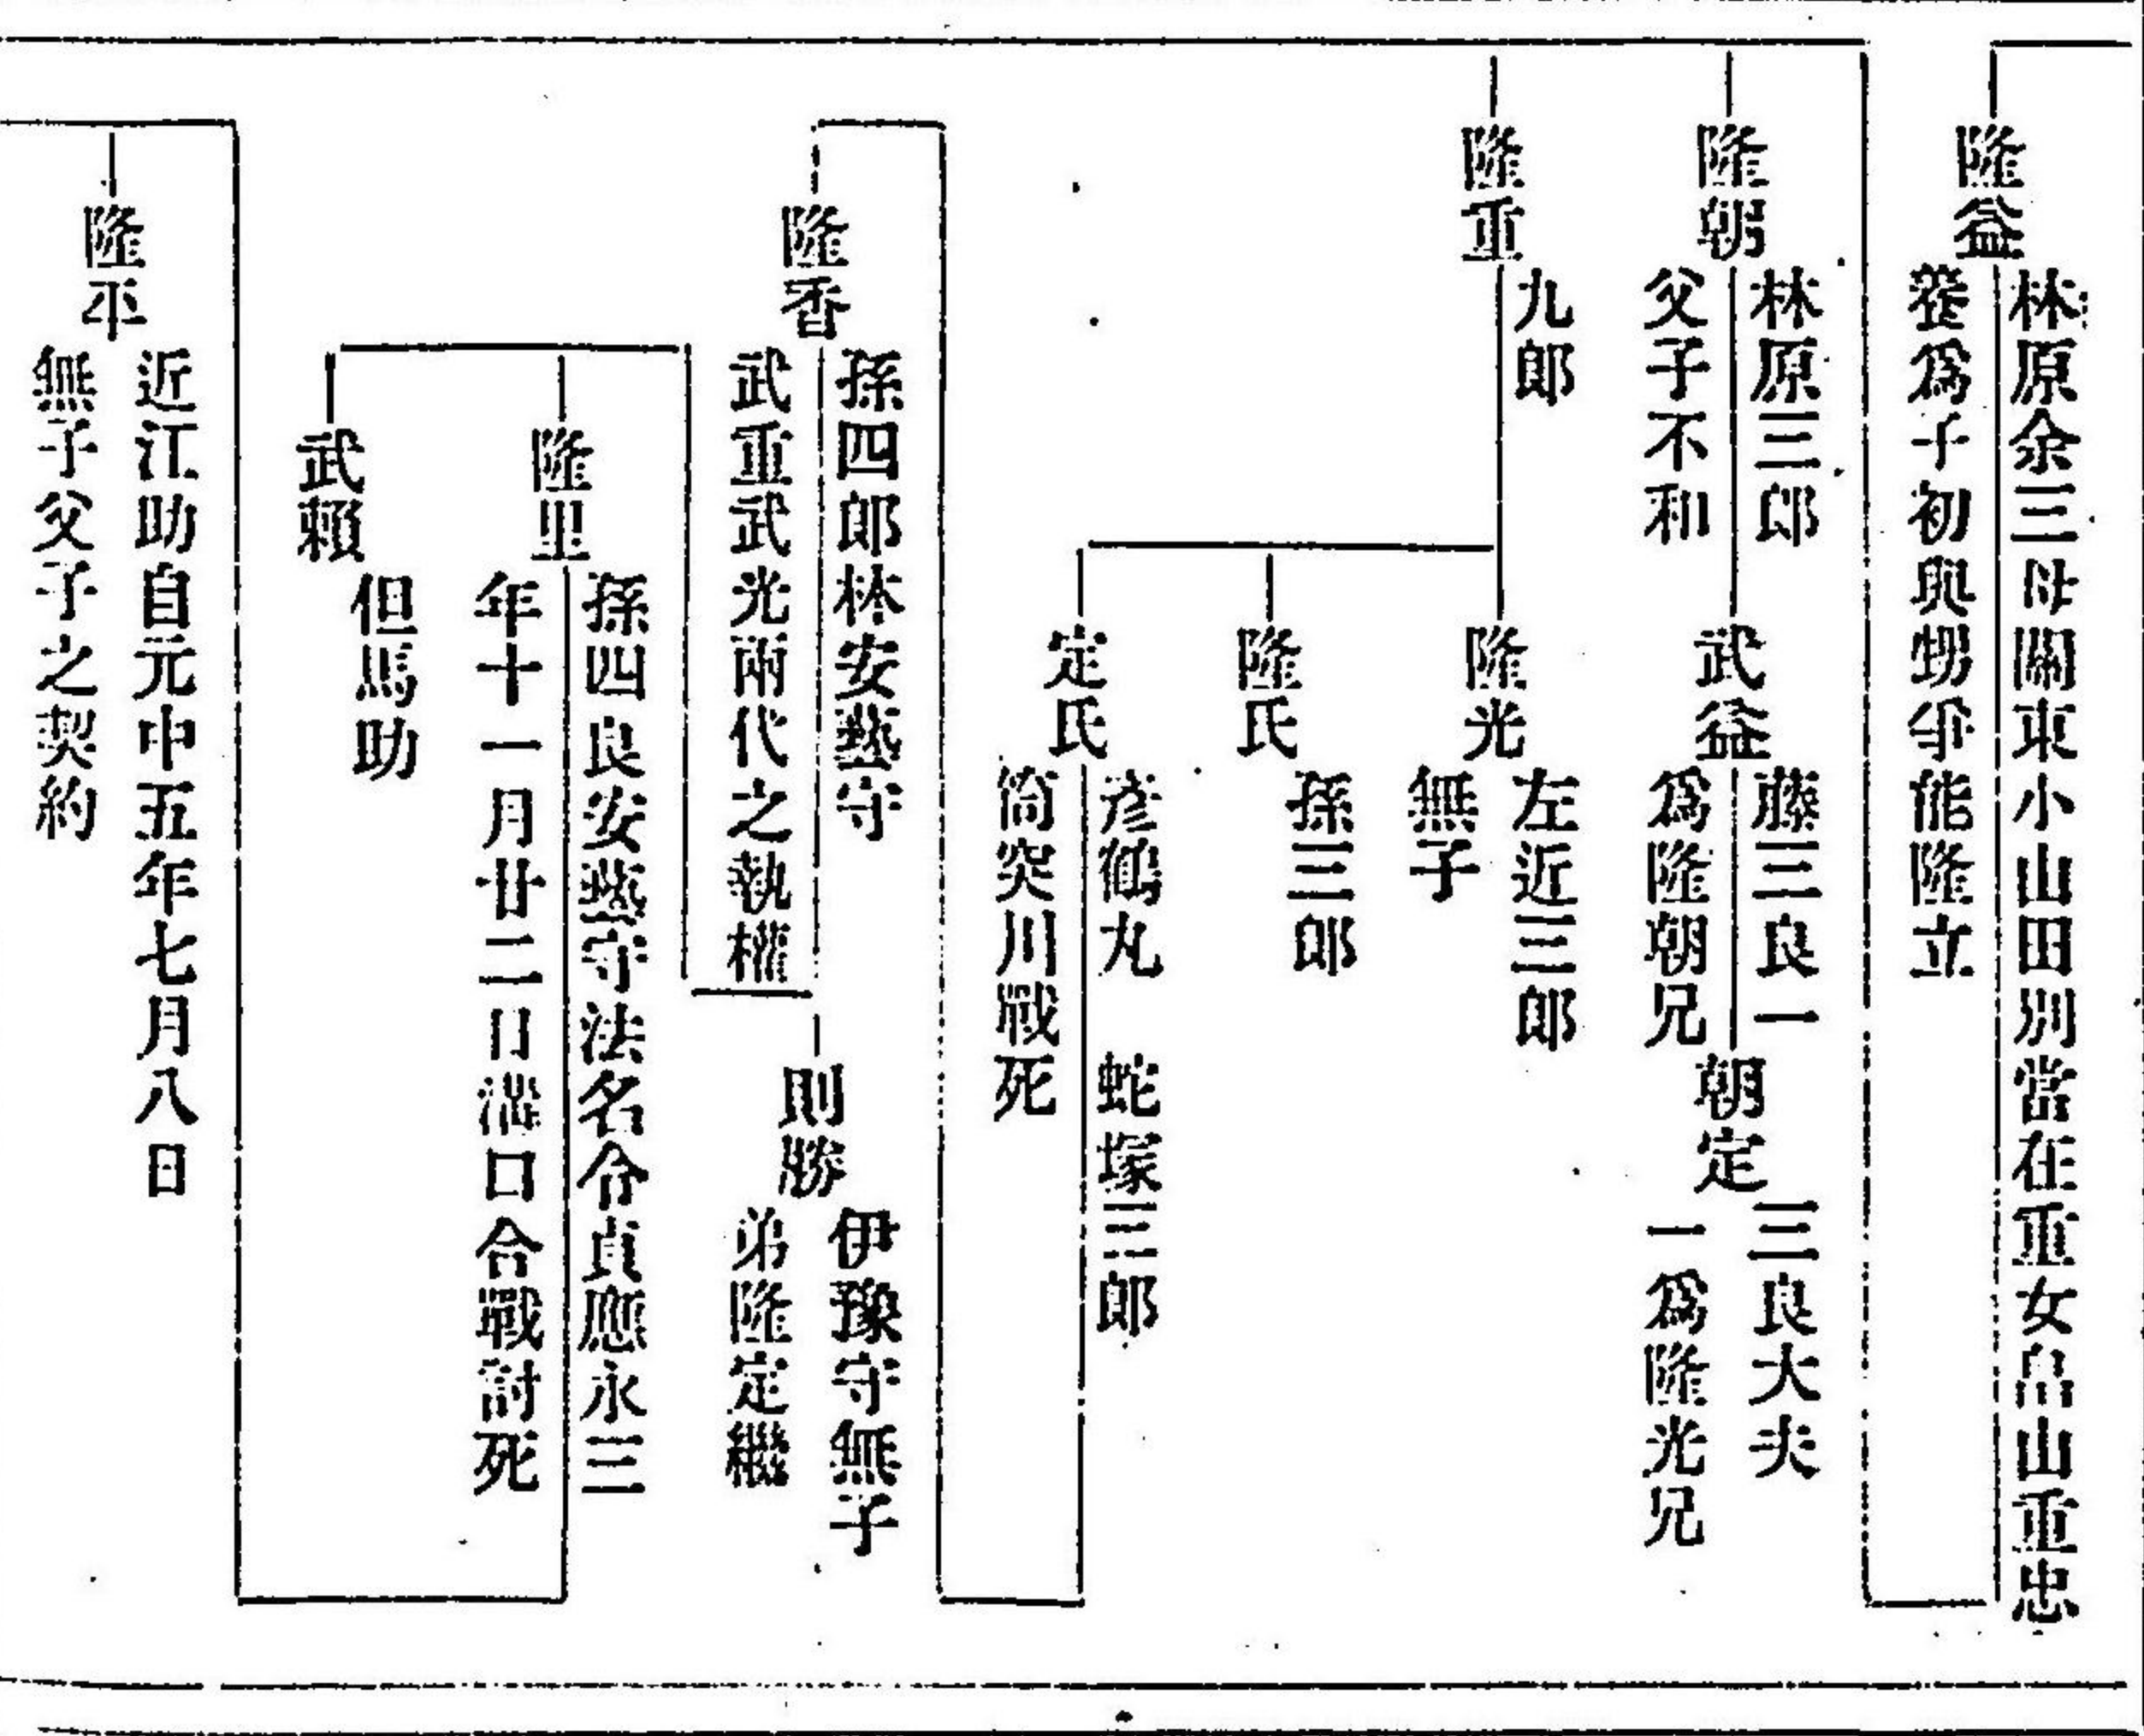 隆益
林原余三母關東小山田別當在重女畠山重忠
養爲子初與甥爭能隆立
隆朝
林原三郎
父子不和
武益
藤三良一
爲隆朝兄
朝定
三良大夫
一爲隆光兄
隆重
九郎
隆光
左近三郎
無子
隆氏
孫三郎
定氏
彥鶴丸　蛇塚三郎
筒突川戰死
隆香
孫四郎林安藝守
武重武光兩代之執權
則勝
伊豫守無子
弟隆定繼
隆里
孫四良安藝守法名令貞應永三
年十一月廿二日溝口合戰討死
武賴
但馬助
隆平
近江助自元中五年七月八日
無子父子之契約